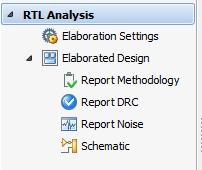 RTL Analysis
Elaboration Settings
Elaborated Design
Report Methodology
Report DRC
Report Noise
Schematic